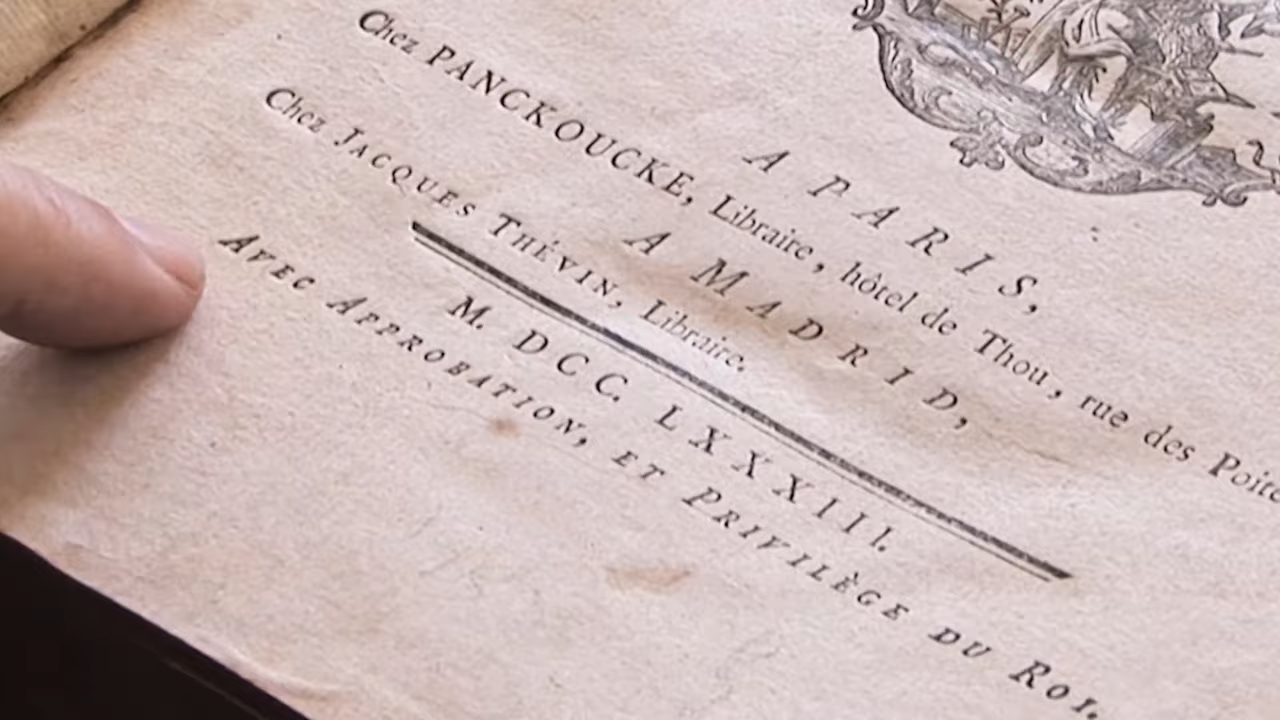 A PARIS,
Chez PANCKOUCKE, Libraire, hôtel de Thou, rue des
A MADRID,
Chez JACQUES THÉVIN, Libraire.
M. DCC. LXXXIII.
AVEC APPROBATION, ET PRIVILÈGE DU ROI.